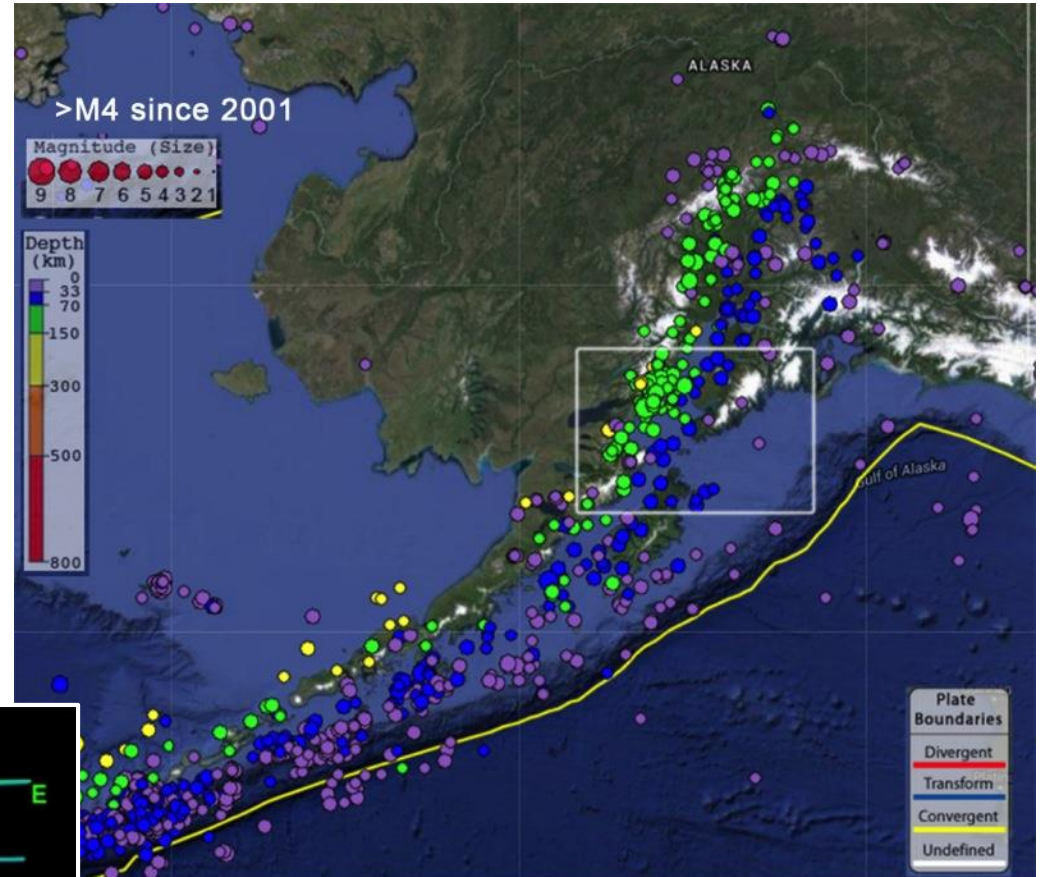 ALASKA
>M4 since 2001
Magnitude (Size)
9 8 7 6 5 4 3 2 1
Depth
(km)
0
33
70
150
300
500
800
Gulf of Alaska
Plate
Boundaries
Divergent
Transform
Convergent
Undefined
E